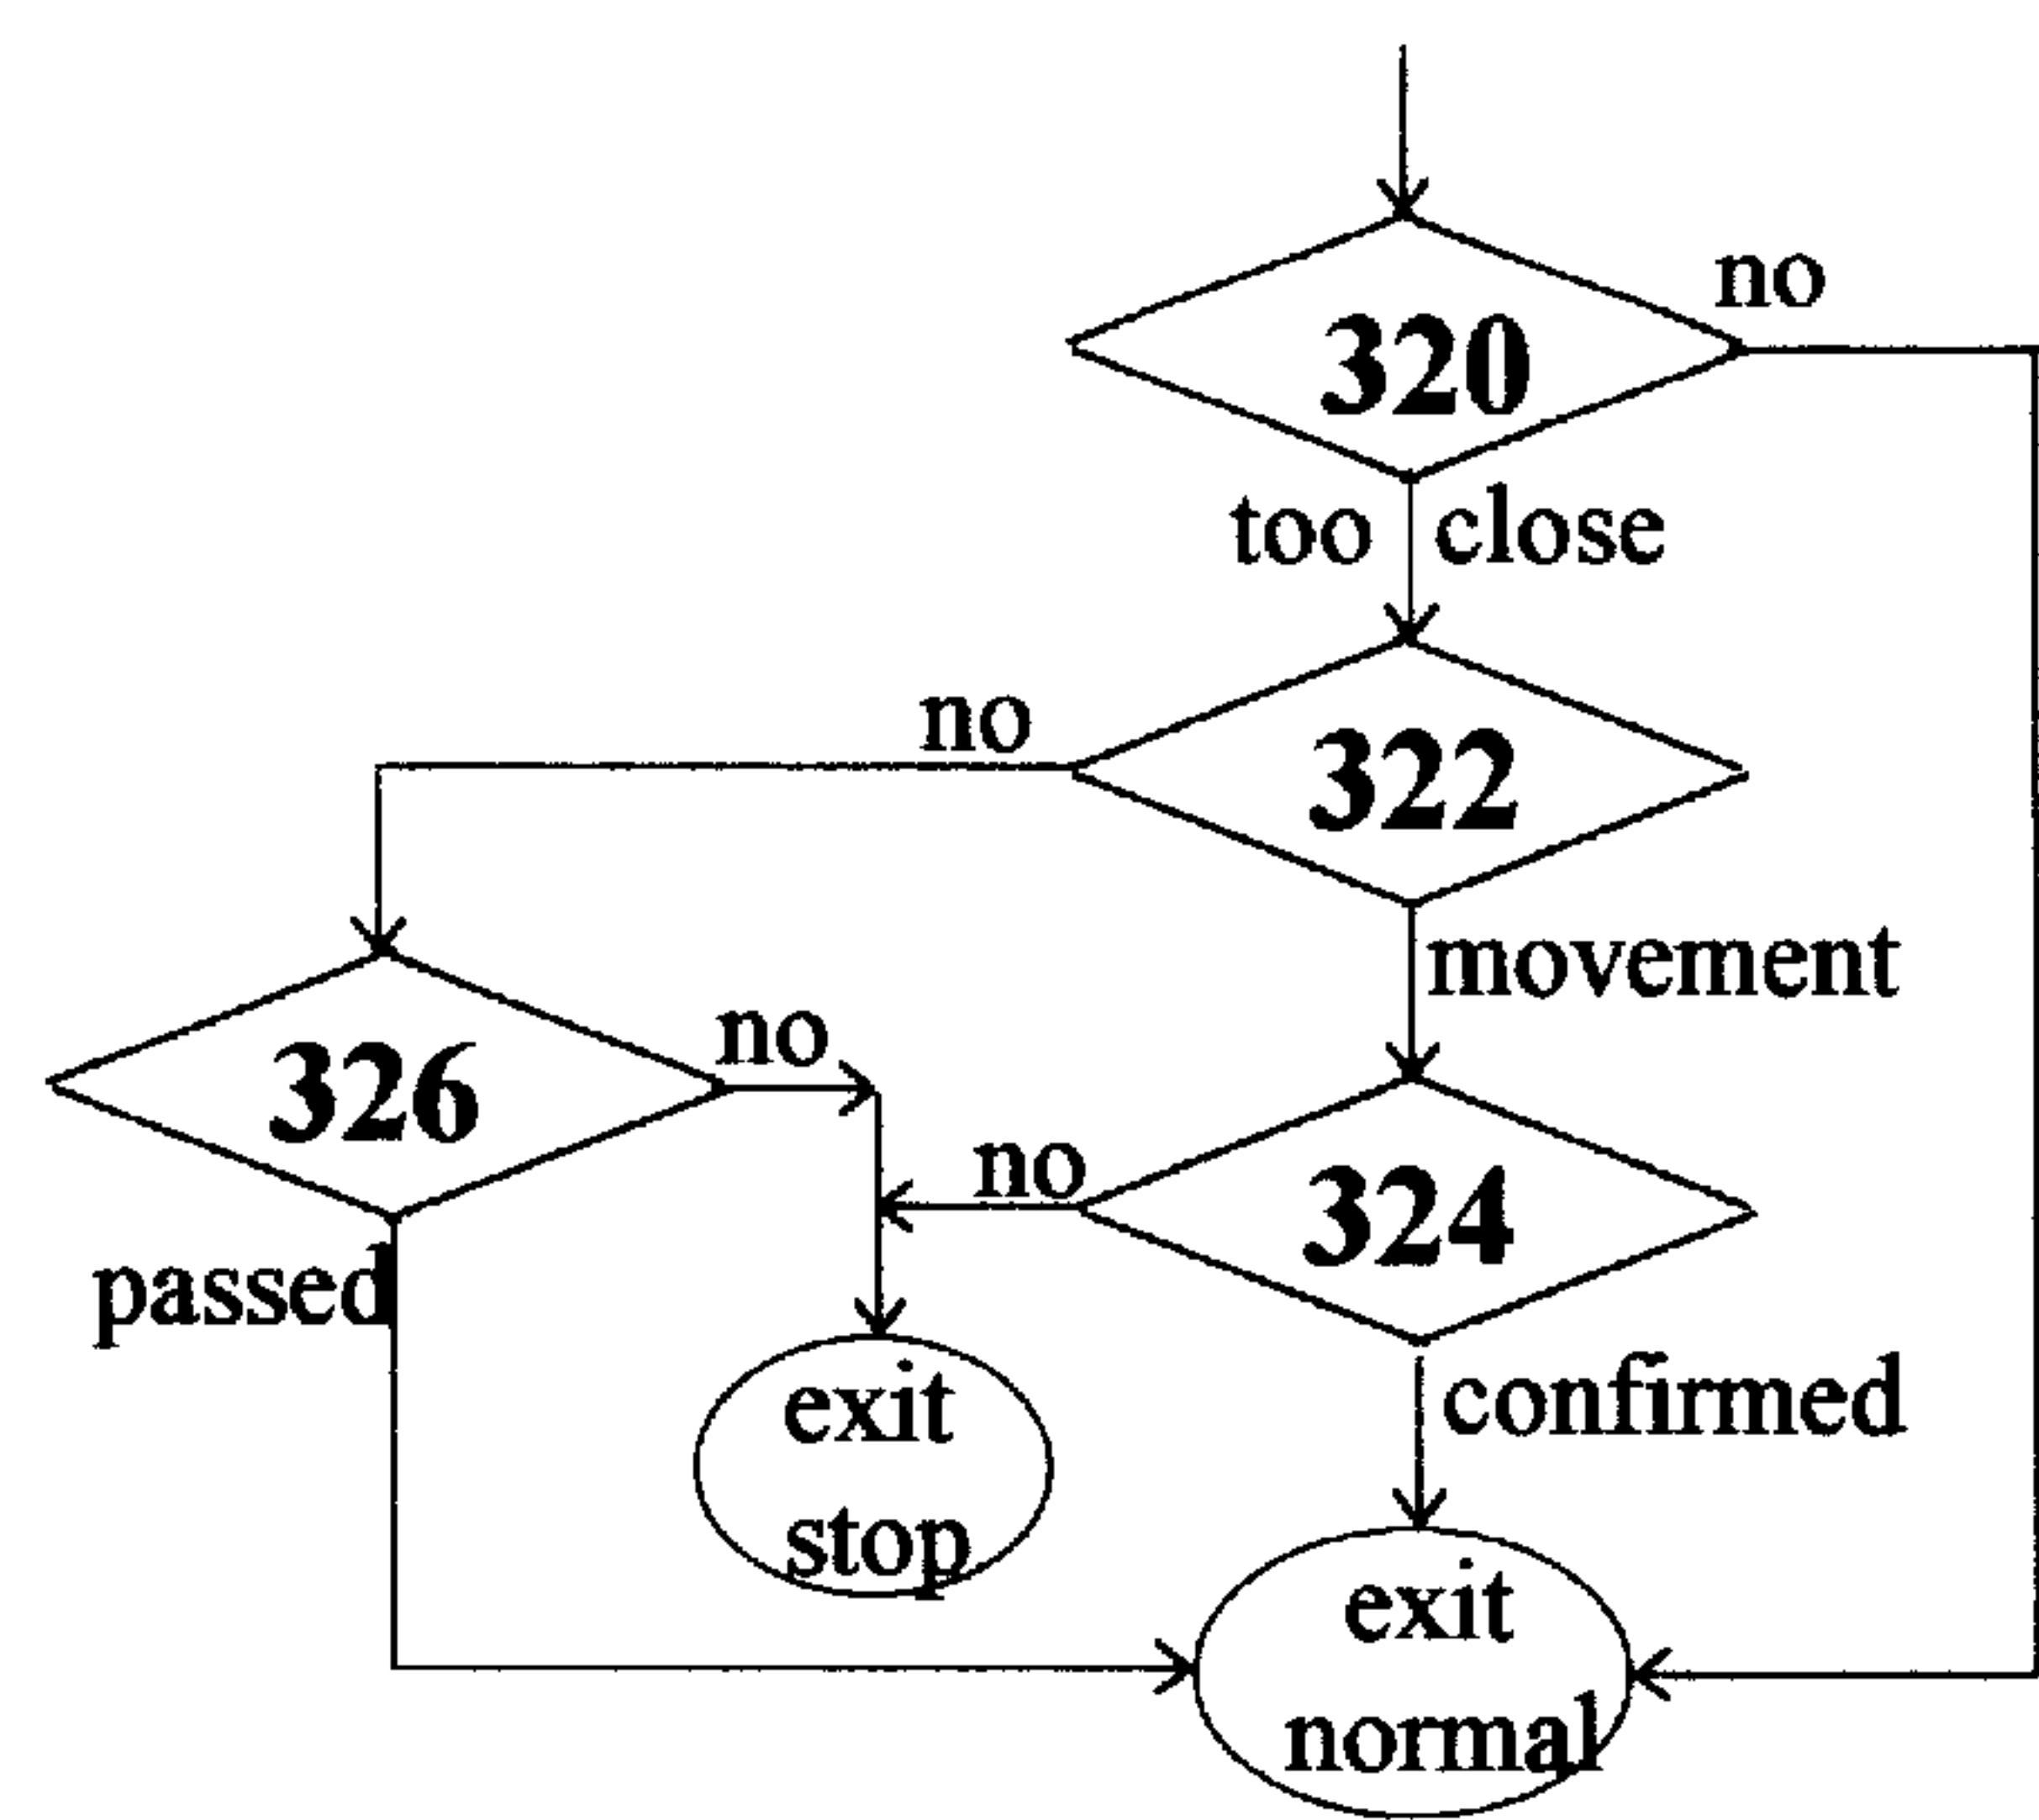 no
320
too close
no
322
movement
no
326
no
324
passed
confirmed
exit
stop
exit
normal